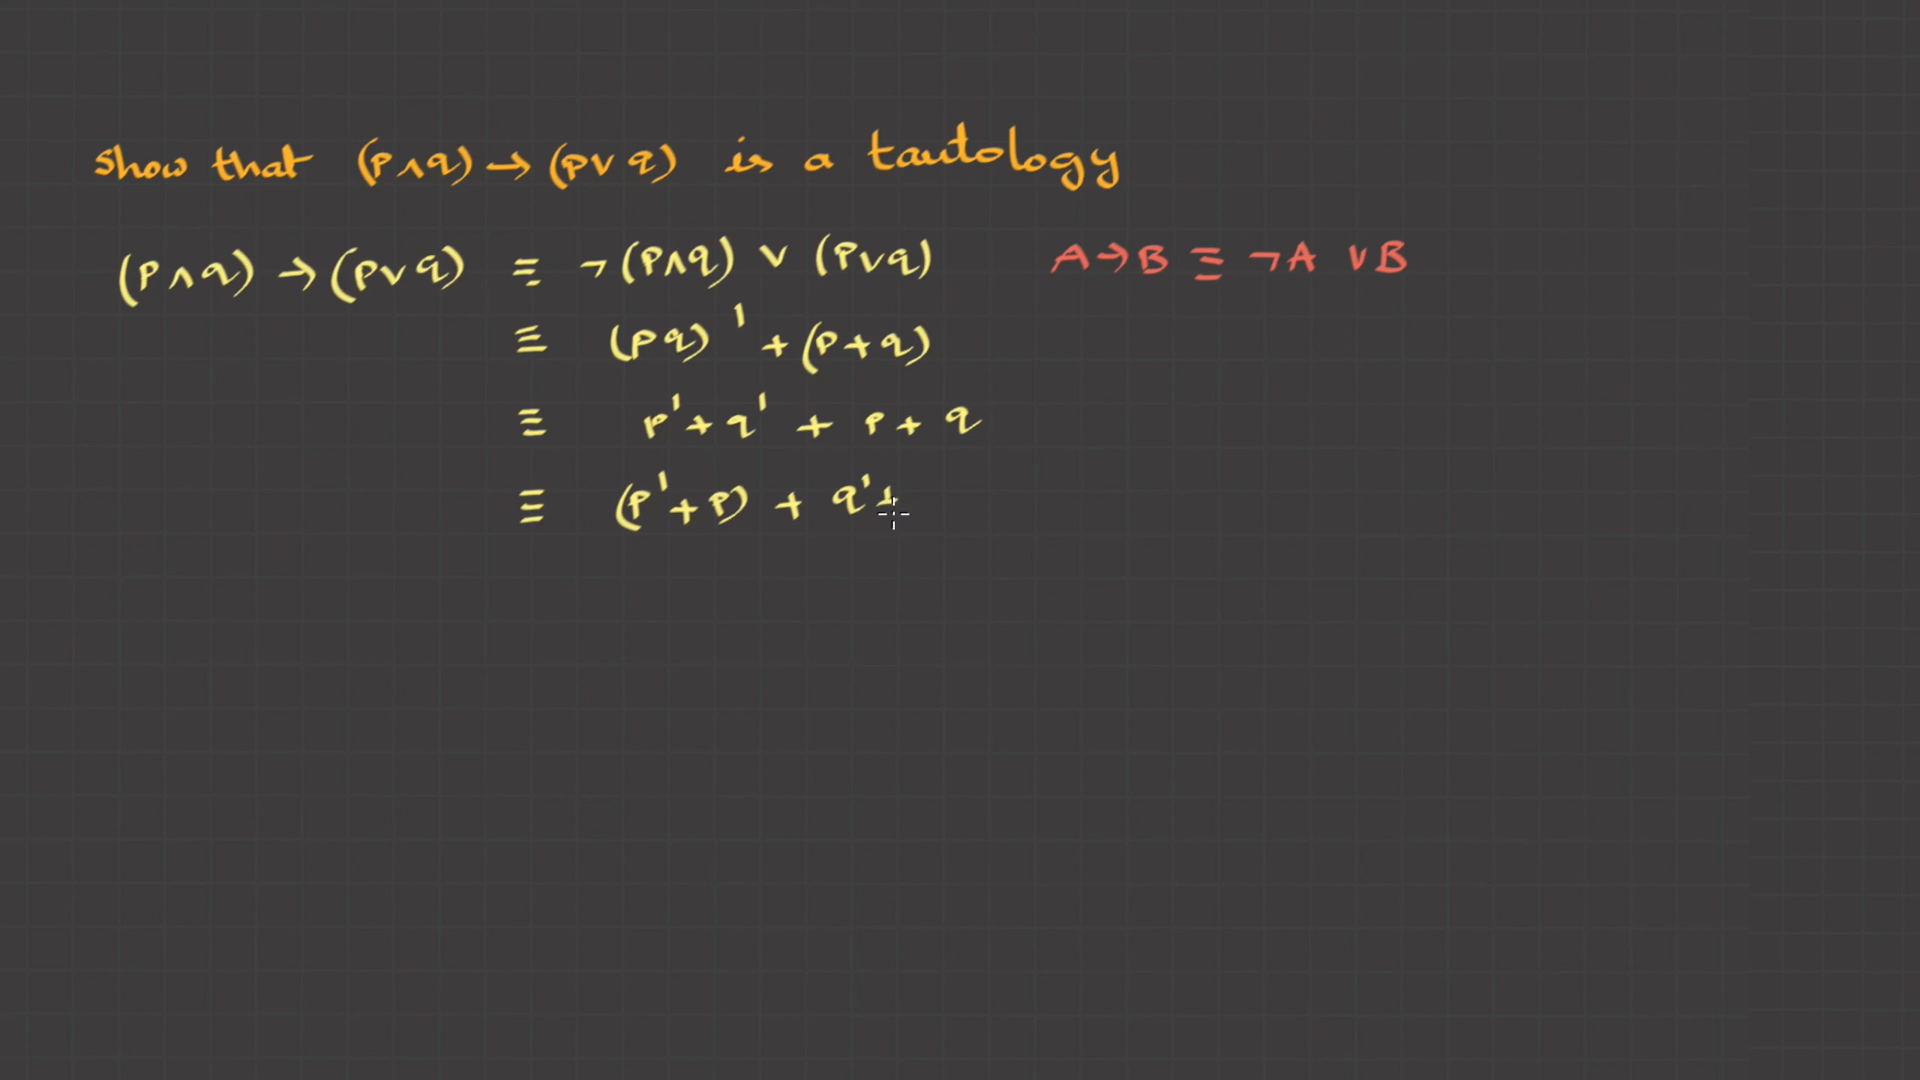 Show that (P∧q)→(P∨q) is a tautology
(P∧q)→(P∨q) ≡ ¬(P∧q) ∨ (P∨q) A→B ≡ ¬A ∨B
≡ (Pq)' + (P+q)
≡ P'+q' + P+ q
≡ (P'+P) + q'+